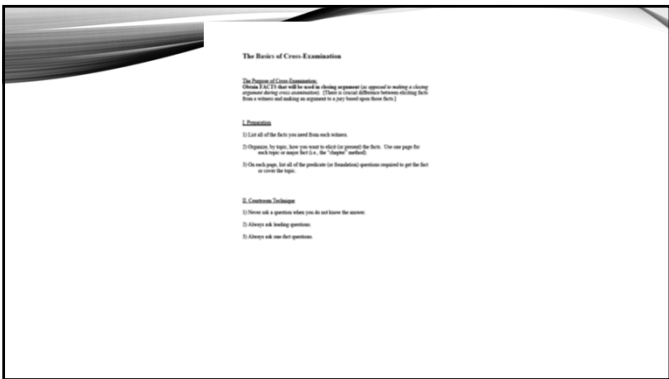 The Basics of Cross-Examination
The Purpose of Cross-Examination:
Obtain FACTS that will be used in closing argument (as opposed to making a closing
argument during cross-examination). [There is crucial difference between eliciting facts
from a witness and making an argument to a jury based upon those facts.]
I. Preparation
1) List all of the facts you need from each witness.
2) Organize, by topic, how you want to elicit (or present) the facts. Use one page for
each topic or major fact (i.e., the "chapter" method).
3) On each page, list all of the predicate (or foundation) questions required to get the fact
or cover the topic.
II. Courtroom Technique
1) Never ask a question when you do not know the answer.
2) Always ask leading questions.
3) Always ask one-fact questions.